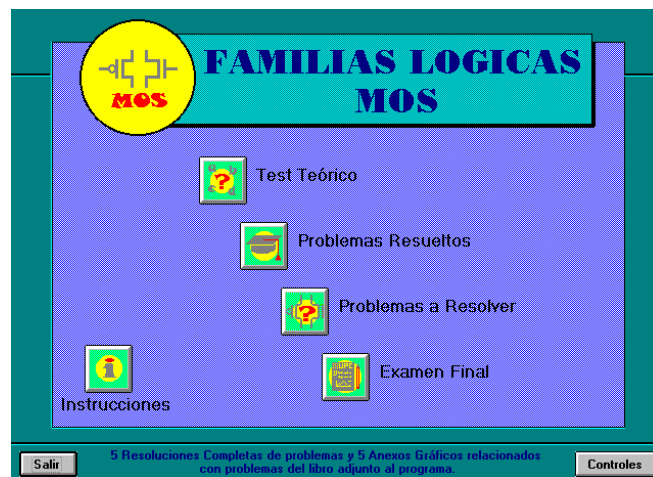 FAMILIAS LOGICAS
MOS
MOS
Test Teórico
Problemas Resueltos
Problemas a Resolver
Examen Final
Instrucciones
Salir
5 Resoluciones Completas de problemas y 5 Anexos Gráficos relacionados
con problemas del libro adjunto al programa.
Controles